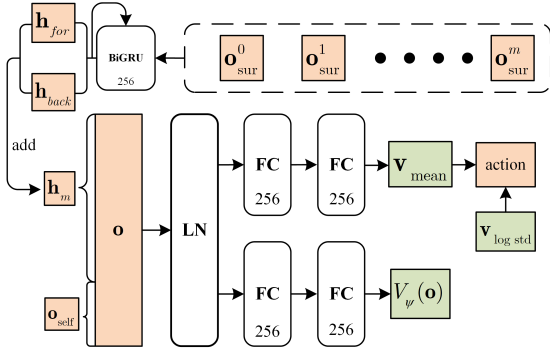 h_for
BiGRU
256
o^0_sur
o^1_sur
o^m_sur
h_back
add
h_m
o
LN
FC
256
FC
256
v_mean
action
v_log std
o_self
FC
256
FC
256
V_ψ(o)